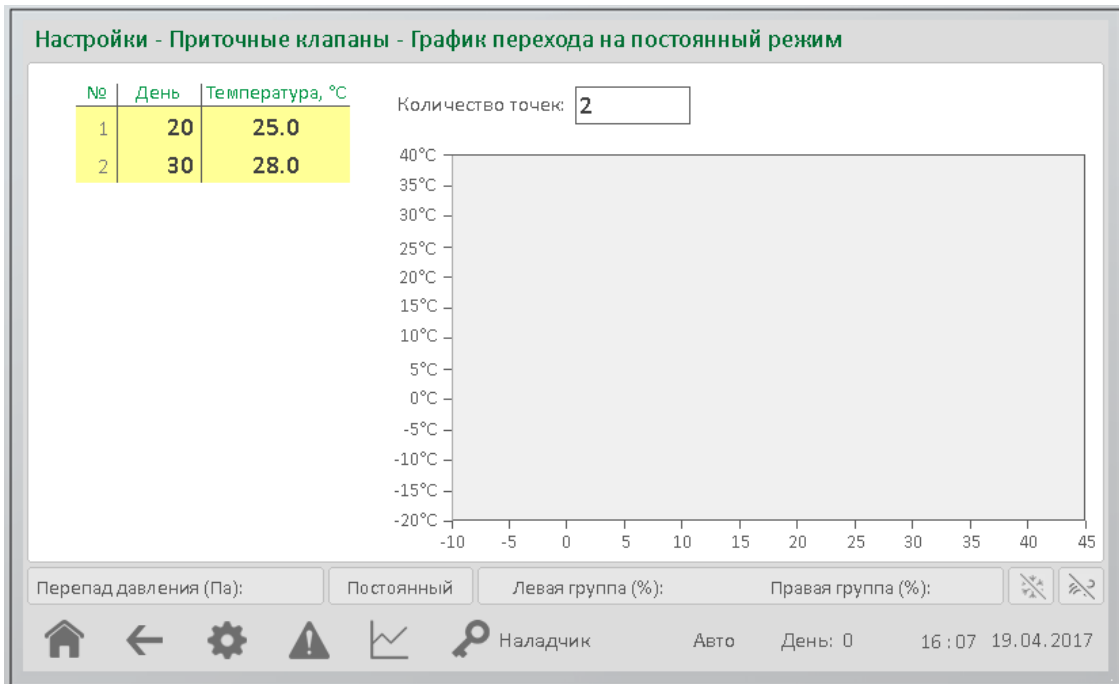 Настройки - Приточные клапаны - График перехода на постоянный режим
№ День Температура, °C
1 20 25.0
2 30 28.0
Количество точек: 2
40°C
35°C
30°C
25°C
20°C
15°C
10°C
5°C
0°C
-5°C
-10°C
-15°C
-20°C
-10 -5 0 5 10 15 20 25 30 35 40 45
Перепад давления (Па): Постоянный Левая группа (%): Правая группа (%):
Наладчик Авто День: 0 16:07 19.04.2017